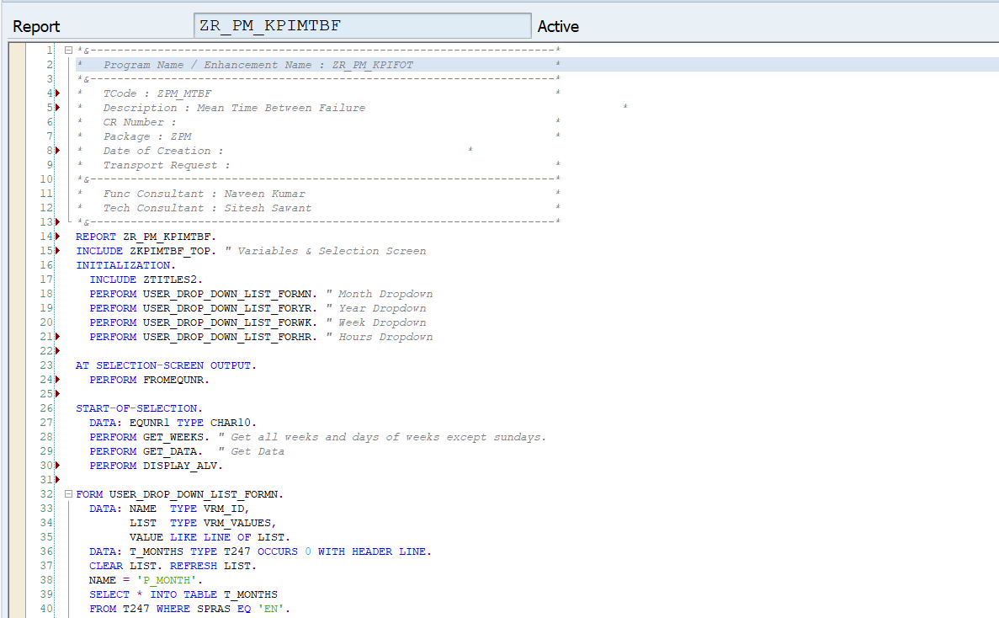 Report ZR_PM_KPIMTBF Active
1 *&---------------------------------------------------------------------*
2 *   Program Name / Enhancement Name : ZR_PM_KPIFOT                     *
3 *&---------------------------------------------------------------------*
4 *   TCode : ZPM_MTBF                                                   *
5 *   Description : Mean Time Between Failure                                      *
6 *   CR Number :                                                        *
7 *   Package : ZPM                                                      *
8 *   Date of Creation :                                    *
9 *   Transport Request :                                                *
10 *&---------------------------------------------------------------------*
11 *   Func Consultant : Naveen Kumar                                     *
12 *   Tech Consultant : Sitesh Sawant                                    *
13 *&---------------------------------------------------------------------*
14 REPORT ZR_PM_KPIMTBF.
15 INCLUDE ZKPIMTBF_TOP. " Variables & Selection Screen
16 INITIALIZATION.
17   INCLUDE ZTITLES2.
18   PERFORM USER_DROP_DOWN_LIST_FORMN. " Month Dropdown
19   PERFORM USER_DROP_DOWN_LIST_FORYR. " Year Dropdown
20   PERFORM USER_DROP_DOWN_LIST_FORWK. " Week Dropdown
21   PERFORM USER_DROP_DOWN_LIST_FORHR. " Hours Dropdown
22
23 AT SELECTION-SCREEN OUTPUT.
24   PERFORM FROMEQUNR.
25
26 START-OF-SELECTION.
27   DATA: EQUNR1 TYPE CHAR10.
28   PERFORM GET_WEEKS. " Get all weeks and days of weeks except sundays.
29   PERFORM GET_DATA.  " Get Data
30   PERFORM DISPLAY_ALV.
31
32 FORM USER_DROP_DOWN_LIST_FORMN.
33   DATA: NAME  TYPE VRM_ID,
34         LIST  TYPE VRM_VALUES,
35         VALUE LIKE LINE OF LIST.
36   DATA: T_MONTHS TYPE T247 OCCURS 0 WITH HEADER LINE.
37   CLEAR LIST. REFRESH LIST.
38   NAME = 'P_MONTH'.
39   SELECT * INTO TABLE T_MONTHS
40   FROM T247 WHERE SPRAS EQ 'EN'.